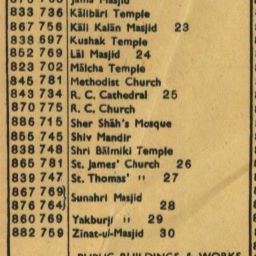 Jāma Masjid
833 736 Kālibāri Temple
867 756 Kāli Kalān Masjid 23
838 697 Kushak Temple
852 769 Lāl Masjid 24
823 702 Mālcha Temple
845 781 Methodist Church
843 734 R. C. Cathedral 25
870 775 R. C. Church
886 715 Sher Shāh's Mosque
855 745 Shiv Mandir
838 748 Shri Bālmiki Temple
865 781 St. James' Church 26
839 747 St. Thomas' " 27
867 769
876 764 } Sunahri Masjid 28
860 769 Yakburji " 29
882 759 Zinat-ul-Masjid 30
PUBLIC BUILDINGS & WORKS